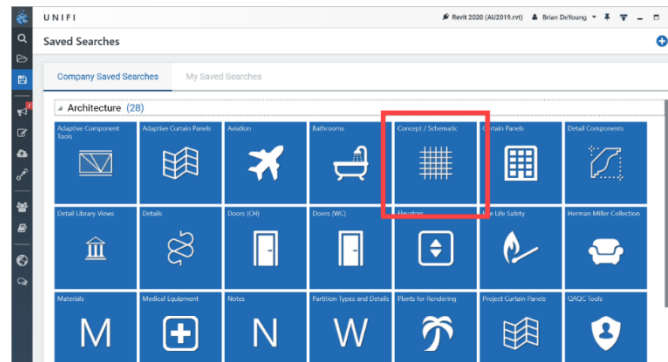 UNIFI
Revit 2020 (AU2019.rvt)
Brian DeYoung
Saved Searches
Company Saved Searches
My Saved Searches
Architecture (28)
Adaptive Component Tools
Adaptive Curtain Panels
Aviation
Bathrooms
Concept / Schematic
Curtain Panels
Detail Components
Detail Library Views
Details
Doors (CH)
Doors (WC)
Elevators
Life Safety
Herman Miller Collection
Materials
Medical Equipment
Notes
Partition Types and Details
Plants for Rendering
Project Curtain Panels
QAQC Tools
M
N
W